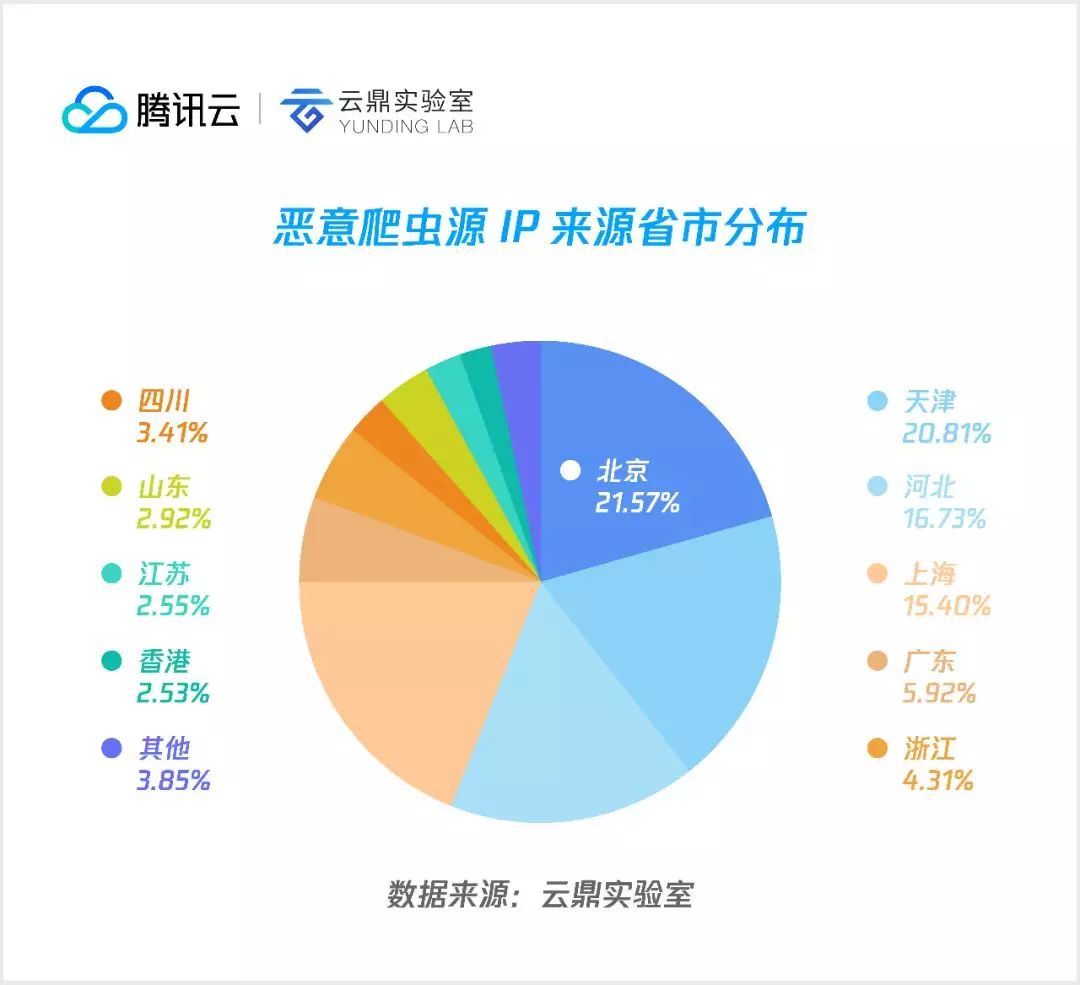 腾讯云
云鼎实验室
YUNDING LAB
恶意爬虫源 IP 来源省市分布
四川
3.41%
山东
2.92%
江苏
2.55%
香港
2.53%
其他
3.85%
北京
21.57%
天津
20.81%
河北
16.73%
上海
15.40%
广东
5.92%
浙江
4.31%
数据来源：云鼎实验室